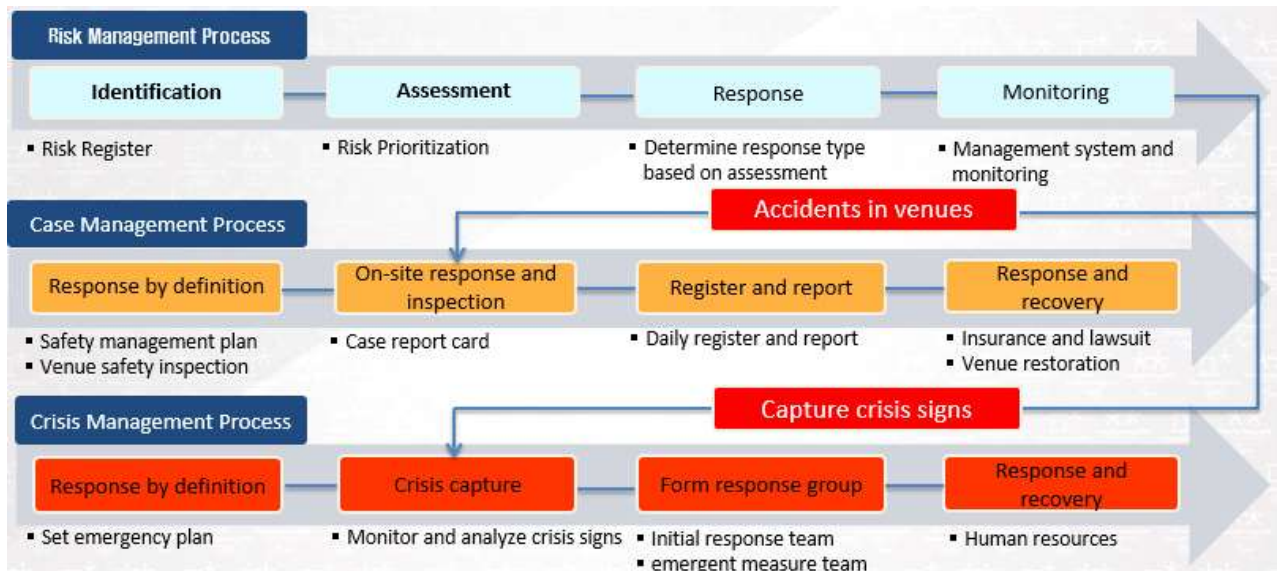 Risk Management Process
Identification
Assessment
Response
Monitoring
▪ Risk Register
▪ Risk Prioritization
▪ Determine response type
based on assessment
▪ Management system and
monitoring
Accidents in venues
Case Management Process
Response by definition
On-site response and
inspection
Register and report
Response and
recovery
▪ Safety management plan
▪ Venue safety inspection
▪ Case report card
▪ Daily register and report
▪ Insurance and lawsuit
▪ Venue restoration
Capture crisis signs
Crisis Management Process
Response by definition
Crisis capture
Form response group
Response and
recovery
▪ Set emergency plan
▪ Monitor and analyze crisis signs
▪ Initial response team
▪ emergent measure team
▪ Human resources